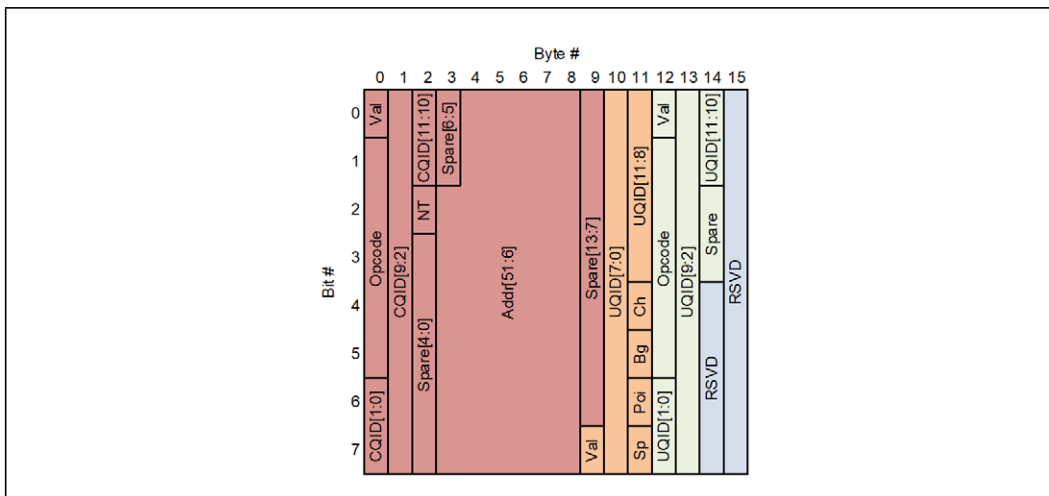 Byte #
0 1 2 3 4 5 6 7 8 9 10 11 12 13 14 15
Bit #
0
1
2
3
4
5
6
7
Val
Opcode
CQID[1:0]
CQID[9:2]
CQID[11:10]
NT
Spare[4:0]
Spare[6:5]
Addr[51:6]
Spare[13:7]
Val
UQID[7:0]
UQID[11:8]
Ch
Bg
Poi
Sp
Val
Opcode
UQID[1:0]
UQID[9:2]
UQID[11:10]
Spare
RSVD
RSVD